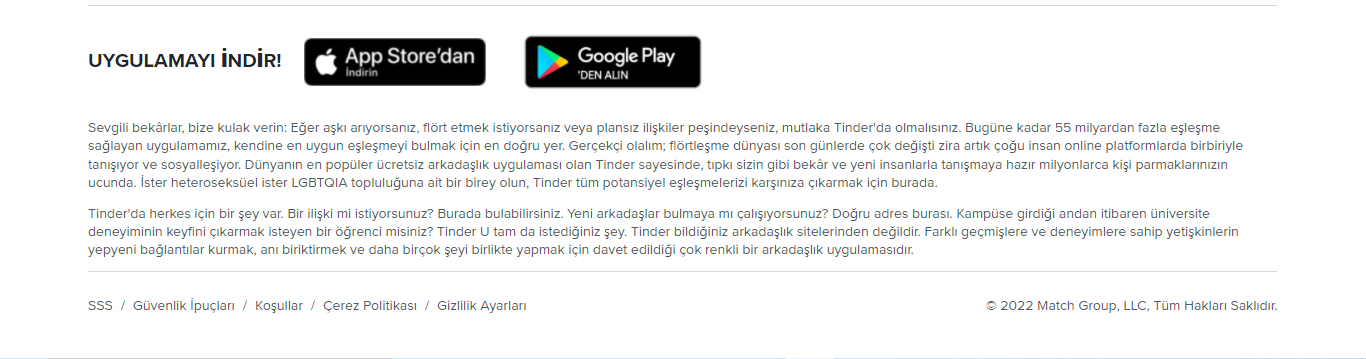 UYGULAMAYI İNDİR!
App Store'dan
İndirin
Google Play
'DEN ALIN
Sevgili bekârlar, bize kulak verin: Eğer aşkı arıyorsanız, flört etmek istiyorsanız veya plansız ilişkiler peşindeyseniz, mutlaka Tinder'da olmalısınız. Bugüne kadar 55 milyardan fazla eşleşme
sağlayan uygulamamız, kendine en uygun eşleşmeyi bulmak için en doğru yer. Gerçekçi olalım; flörtleşme dünyası son günlerde çok değişti zira artık çoğu insan online platformlarda birbiriyle
tanışıyor ve sosyalleşiyor. Dünyanın en popüler ücretsiz arkadaşlık uygulaması olan Tinder sayesinde, tıpkı sizin gibi bekâr ve yeni insanlarla tanışmaya hazır milyonlarca kişi parmaklarınızın
ucunda. İster heteroseksüel ister LGBTQIA topluluğuna ait bir birey olun, Tinder tüm potansiyel eşleşmelerizi karşınıza çıkarmak için burada.
Tinder'da herkes için bir şey var. Bir ilişki mi istiyorsunuz? Burada bulabilirsiniz. Yeni arkadaşlar bulmaya mı çalışıyorsunuz? Doğru adres burası. Kampüse girdiği andan itibaren üniversite
deneyiminin keyfini çıkarmak isteyen bir öğrenci misiniz? Tinder U tam da istediğiniz şey. Tinder bildiğiniz arkadaşlık sitelerinden değildir. Farklı geçmişlere ve deneyimlere sahip yetişkinlerin
yepyeni bağlantılar kurmak, anı biriktirmek ve daha birçok şeyi birlikte yapmak için davet edildiği çok renkli bir arkadaşlık uygulamasıdır.
SSS / Güvenlik İpuçları / Koşullar / Çerez Politikası / Gizlilik Ayarları
© 2022 Match Group, LLC, Tüm Hakları Saklıdır.